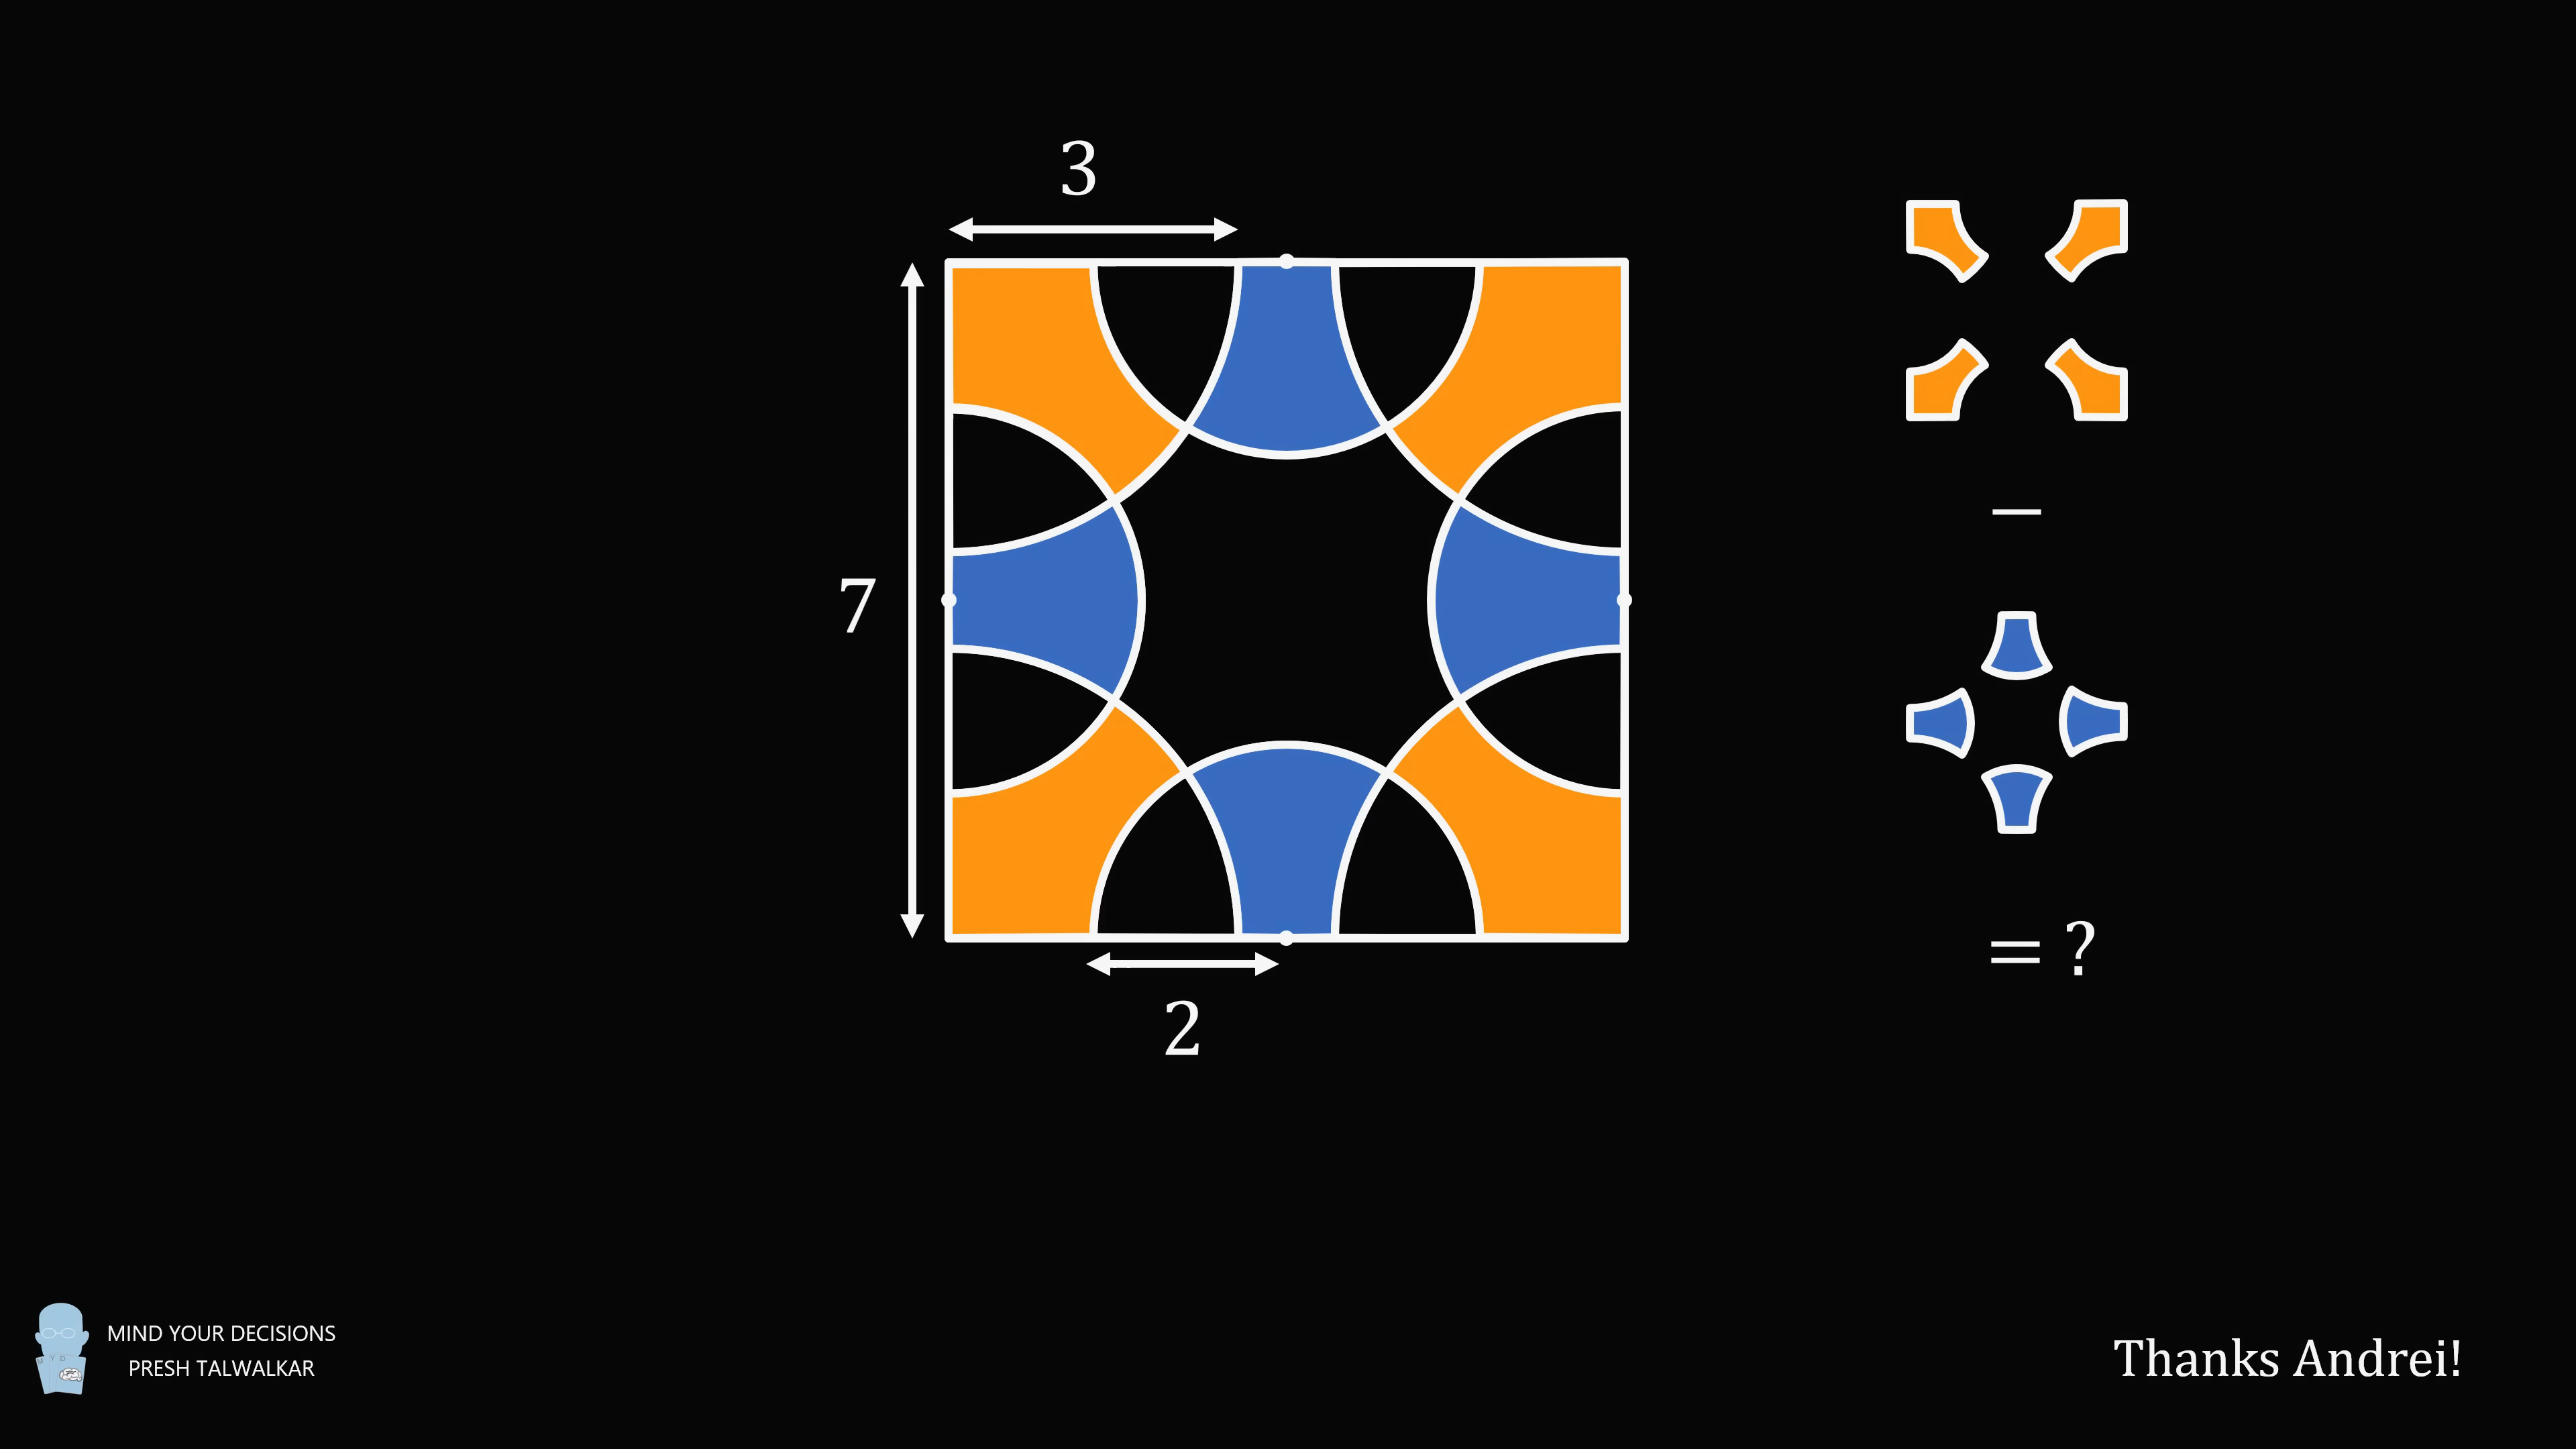 3
7
2
−
= ?
MIND YOUR DECISIONS
PRESH TALWALKAR
Thanks Andrei!